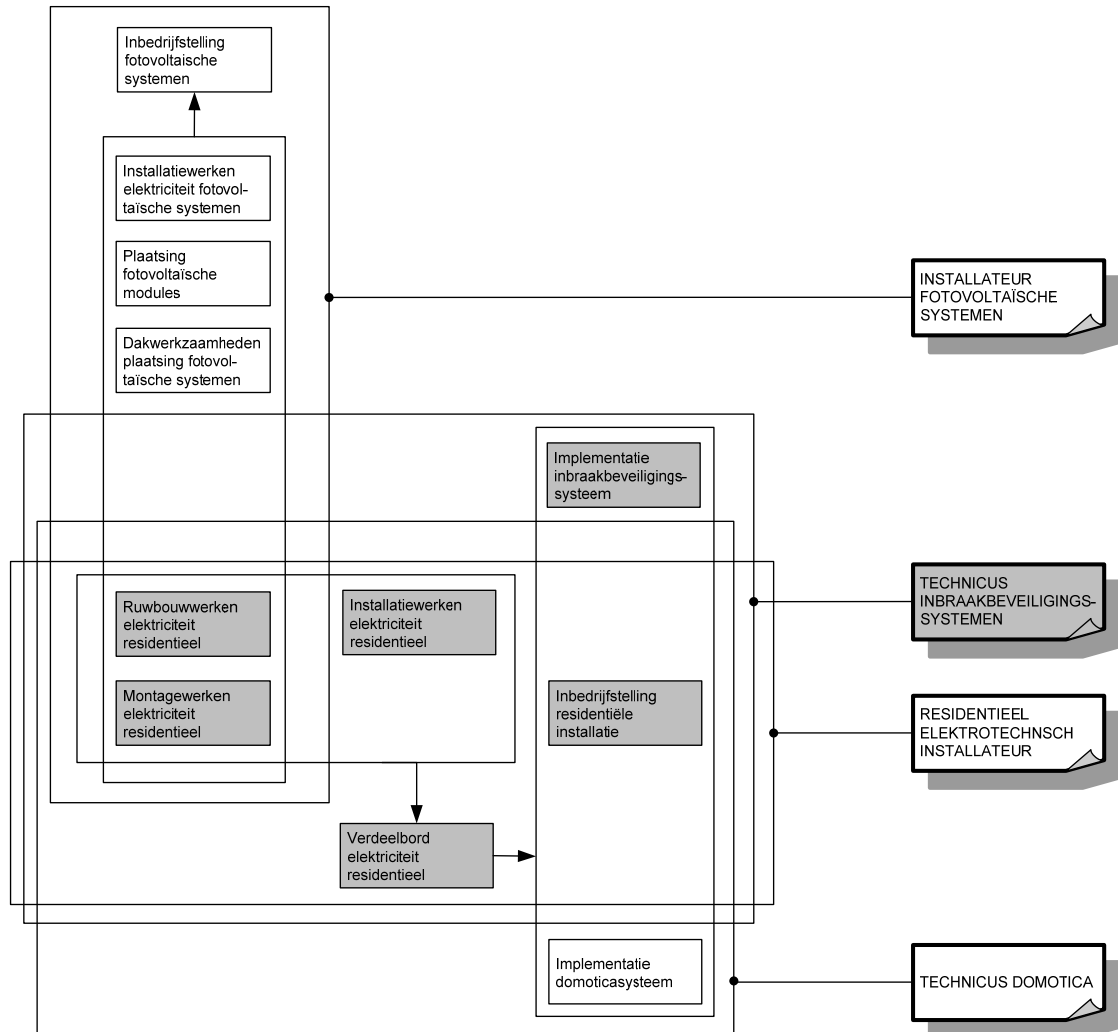 Inbedrijfstelling
fotovoltaische
systemen
Installatiewerken
elektriciteit fotovol-
taïsche systemen
Plaatsing
fotovoltaïsche
modules
Dakwerkzaamheden
plaatsing fotovol-
taïsche systemen
INSTALLATEUR
FOTOVOLTAÏSCHE
SYSTEMEN
Implementatie
inbraakbeveiligings-
systeem
Ruwbouwwerken
elektriciteit
residentieel
Installatiewerken
elektriciteit
residentieel
TECHNICUS
INBRAAKBEVEILIGINGS-
SYSTEMEN
Montagewerken
elektriciteit
residentieel
Inbedrijfstelling
residentiële
installatie
RESIDENTIEEL
ELEKTROTECHNSCH
INSTALLATEUR
Verdeelbord
elektriciteit
residentieel
Implementatie
domoticasysteem
TECHNICUS DOMOTICA